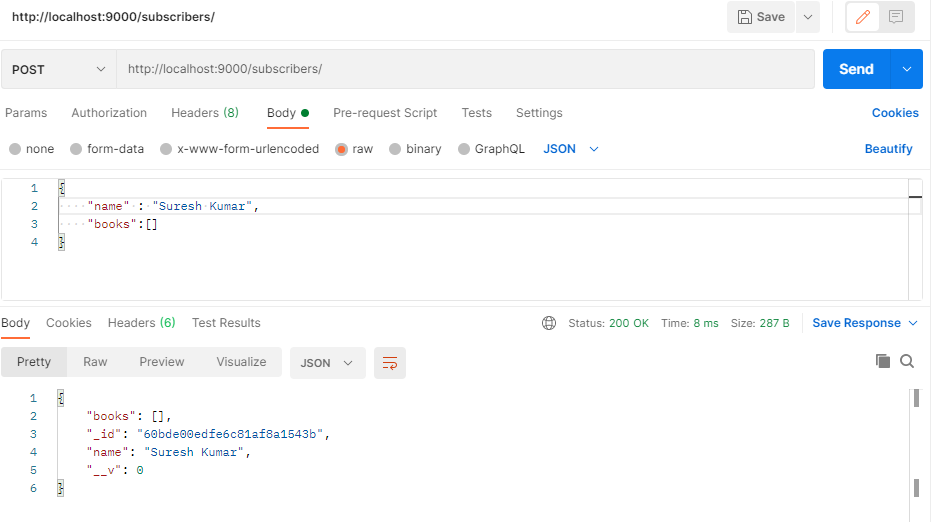 http://localhost:9000/subscribers/ Save
POST http://localhost:9000/subscribers/ Send
Params Authorization Headers (8) Body Pre-request Script Tests Settings Cookies
none form-data x-www-form-urlencoded raw binary GraphQL JSON Beautify
1 {
2 "name" : "Suresh Kumar",
3 "books":[]
4 }
Body Cookies Headers (6) Test Results Status: 200 OK Time: 8 ms Size: 287 B Save Response
Pretty Raw Preview Visualize JSON
1 {
2 "books": [],
3 "_id": "60bde00edfe6c81af8a1543b",
4 "name": "Suresh Kumar",
5 "__v": 0
6 }